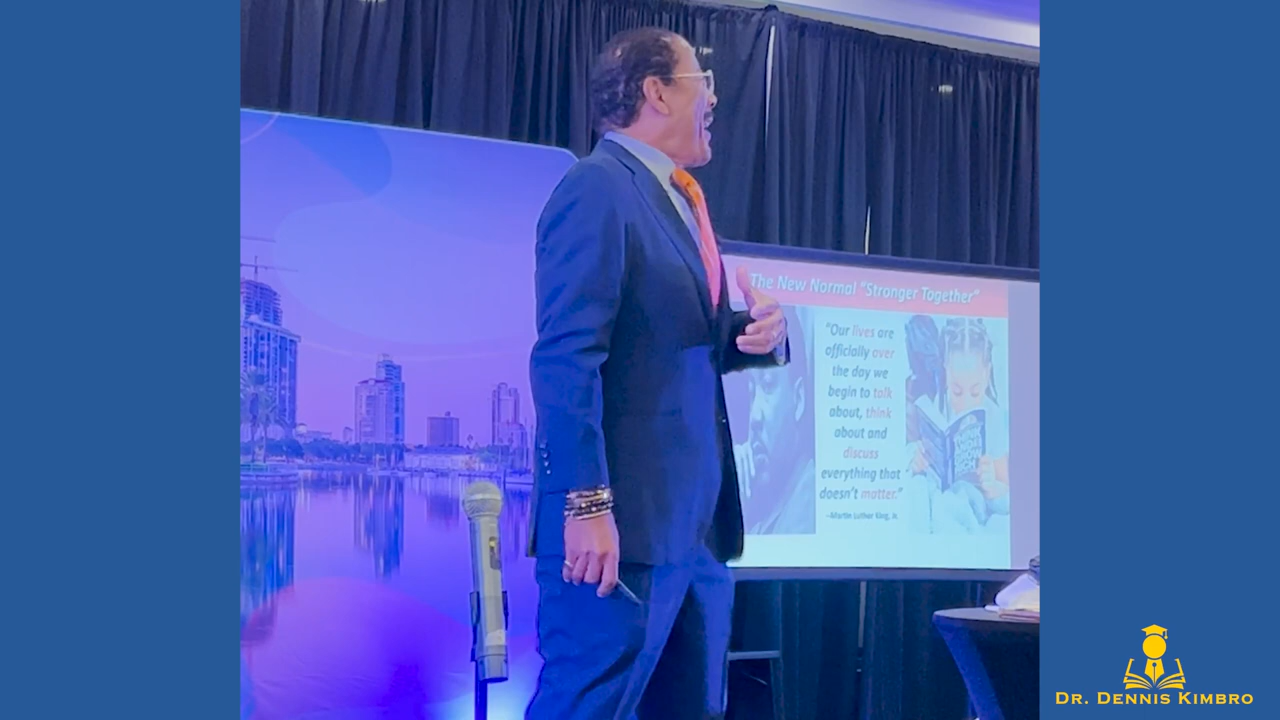 The New Normal "Stronger Together"
"Our lives are
officially over
the day we
begin to talk
about, think
about and
discuss
everything that
doesn't matter."
–Martin Luther King, Jr.
DR. DENNIS KIMBRO